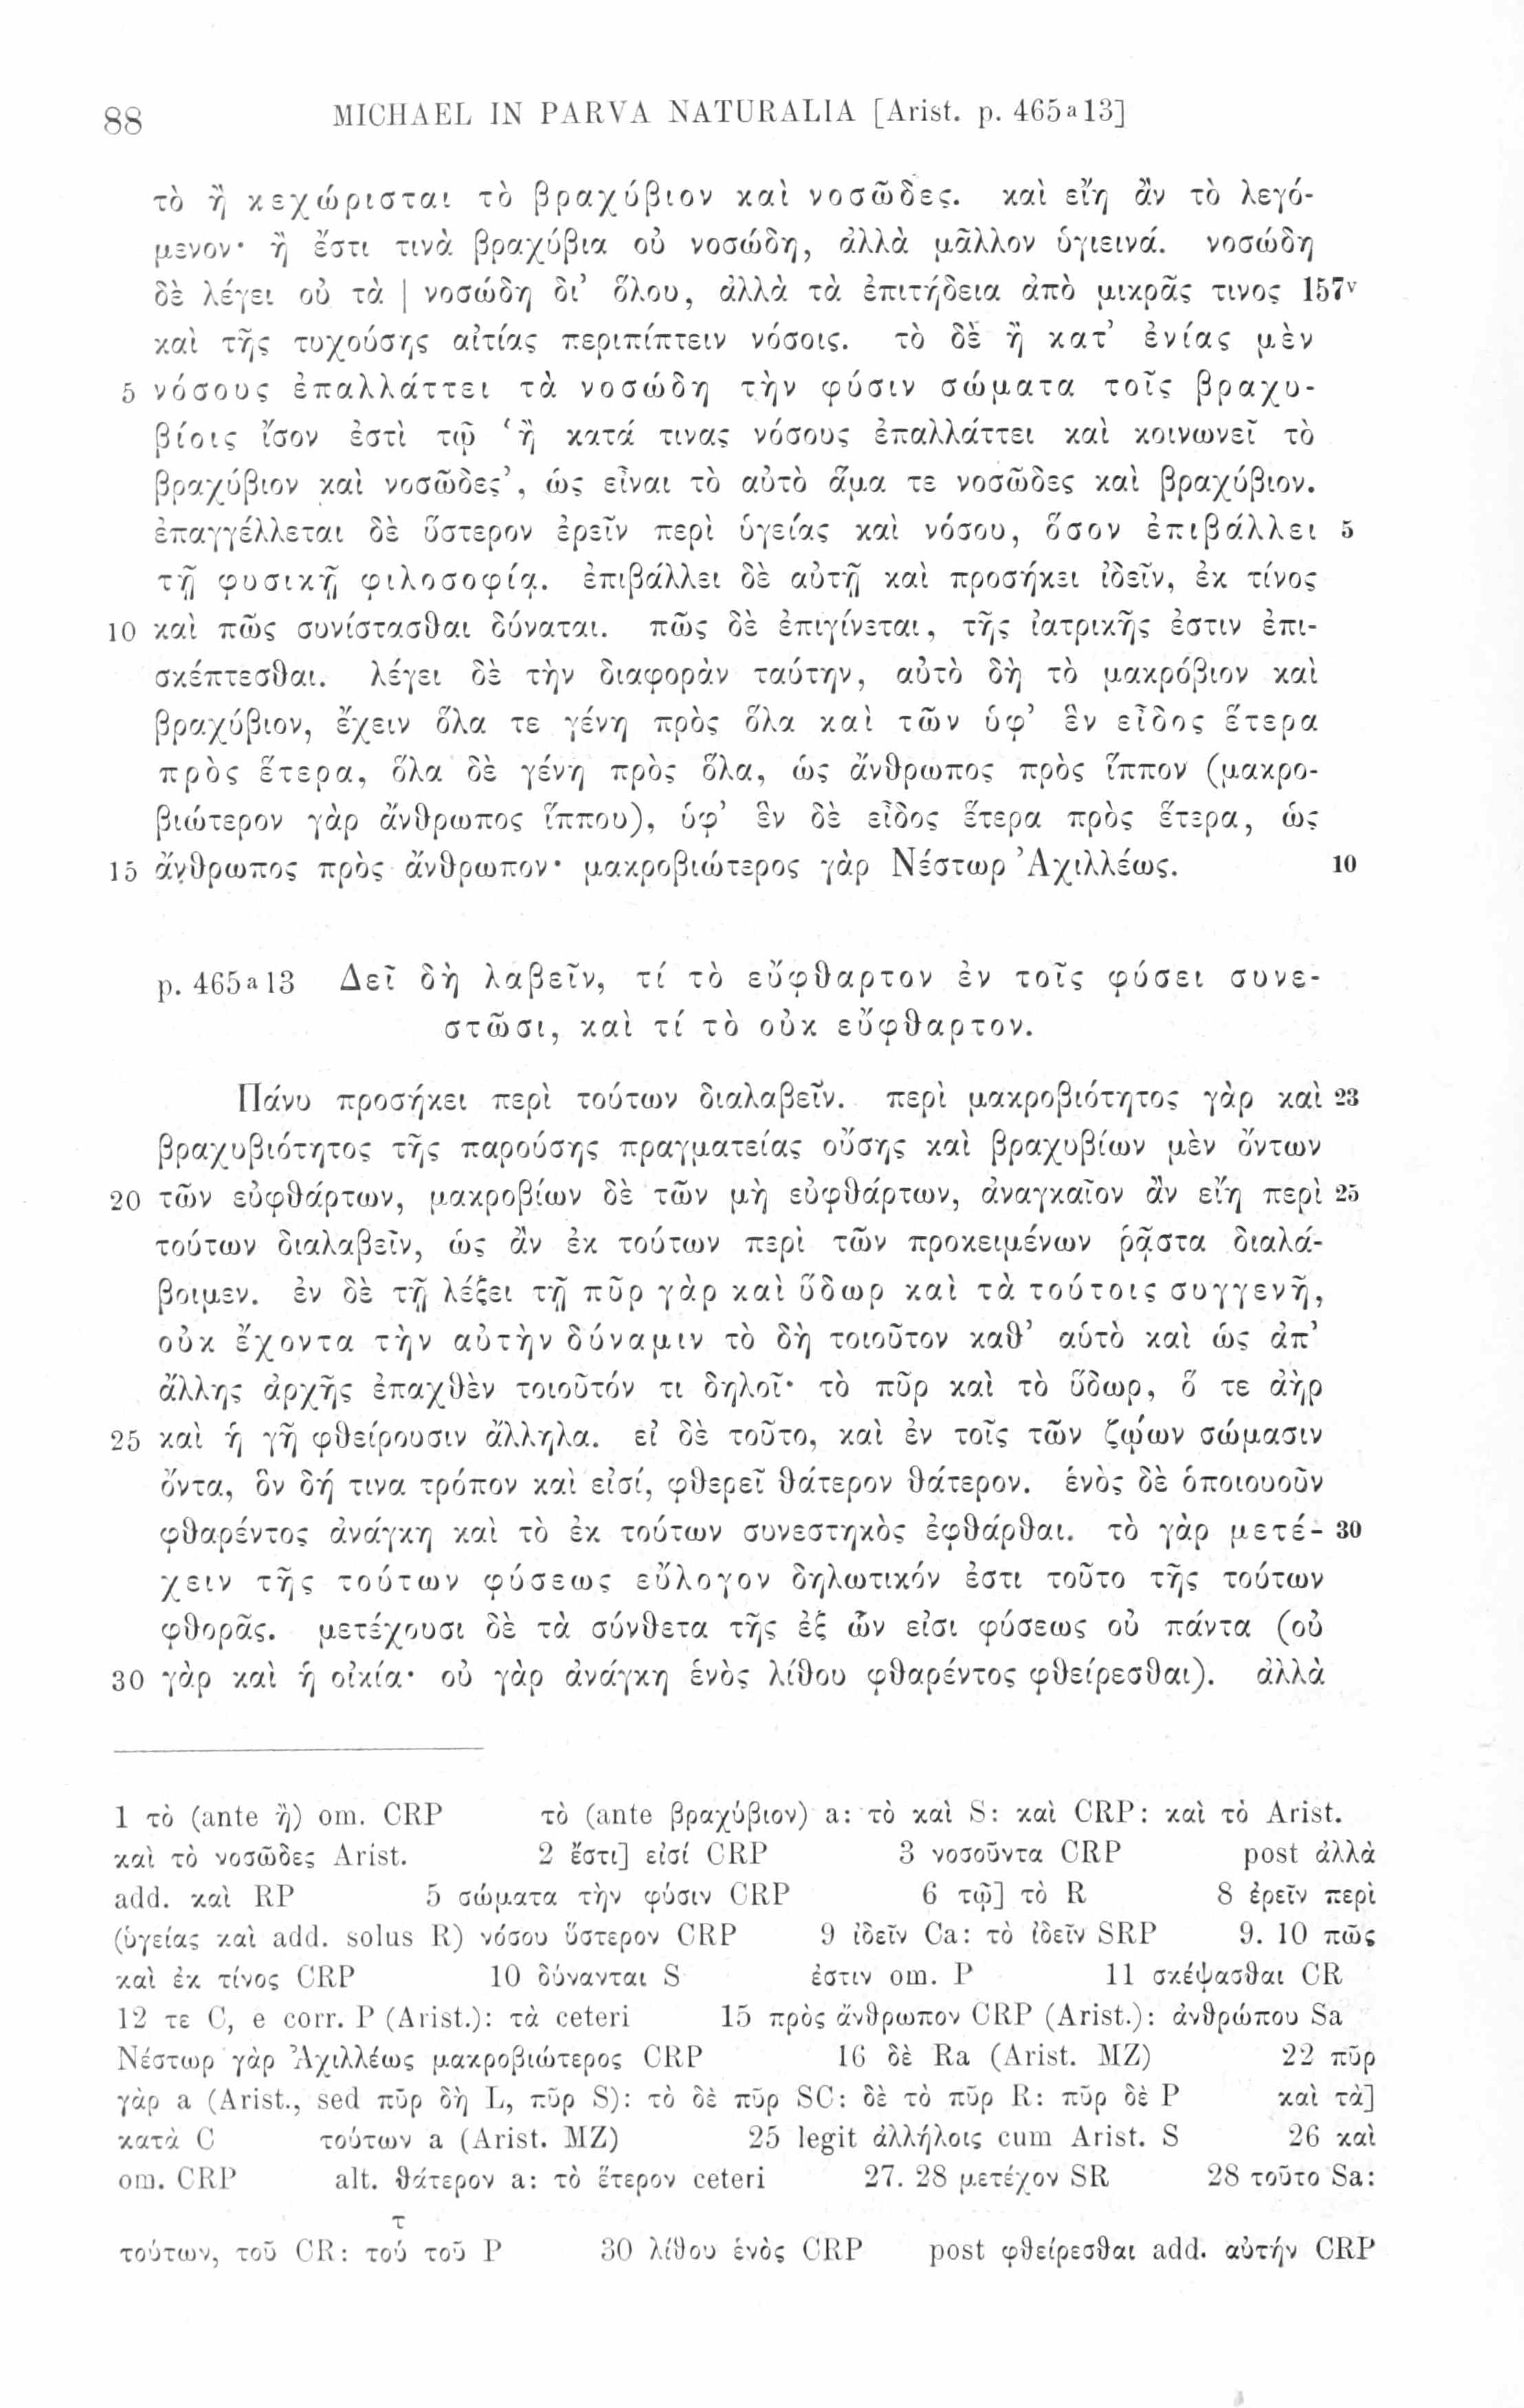 88 MICHAEL IN PARVA NATURALIA [Arist. p. 465ᵃ13]
τὸ ἢ κεχώρισται τὸ βραχύβιον καὶ νοσῶδες. καὶ εἴη ἂν τὸ λεγό-
μενον· ἢ ἔστι τινὰ βραχύβια οὐ νοσώδη, ἀλλὰ μᾶλλον ὑγιεινά. νοσώδη
δὲ λέγει οὐ τὰ | νοσώδη δι’ ὅλου, ἀλλὰ τὰ ἐπιτήδεια ἀπὸ μικρᾶς τινος 157ᵛ
καὶ τῆς τυχούσης αἰτίας περιπίπτειν νόσοις. τὸ δὲ ἢ κατ’ ἐνίας μὲν
5 νόσους ἐπαλλάττει τὰ νοσώδη τὴν φύσιν σώματα τοῖς βραχυ-
βίοις ἴσον ἐστὶ τῷ ‘ἢ κατά τινας νόσους ἐπαλλάττει καὶ κοινωνεῖ τὸ
βραχύβιον καὶ νοσῶδες’, ὡς εἶναι τὸ αὐτὸ ἅμα τε νοσῶδες καὶ βραχύβιον.
ἐπαγγέλλεται δὲ ὕστερον ἐρεῖν περὶ ὑγείας καὶ νόσου, ὅσον ἐπιβάλλει 5
τῇ φυσικῇ φιλοσοφίᾳ. ἐπιβάλλει δὲ αὐτῇ καὶ προσήκει ἰδεῖν, ἐκ τίνος
10 καὶ πῶς συνίστασθαι δύναται. πῶς δὲ ἐπιγίνεται, τῆς ἰατρικῆς ἐστιν ἐπι-
σκέπτεσθαι. λέγει δὲ τὴν διαφορὰν ταύτην, αὐτὸ δὴ τὸ μακρόβιον καὶ
βραχύβιον, ἔχειν ὅλα τε γένη πρὸς ὅλα καὶ τῶν ὑφ’ ἓν εἶδος ἕτερα
πρὸς ἕτερα, ὅλα δὲ γένη πρὸς ὅλα, ὡς ἄνθρωπος πρὸς ἵππον (μακρο-
βιώτερον γὰρ ἄνθρωπος ἵππου), ὑφ’ ἓν δὲ εἶδος ἕτερα πρὸς ἕτερα, ὡς
15 ἄνθρωπος πρὸς ἄνθρωπον· μακροβιώτερος γὰρ Νέστωρ Ἀχιλλέως. 10
p. 465ᵃ13 Δεῖ δὴ λαβεῖν, τί τὸ εὔφθαρτον ἐν τοῖς φύσει συνε-
στῶσι, καὶ τί τὸ οὐκ εὔφθαρτον.
Πάνυ προσήκει περὶ τούτων διαλαβεῖν. περὶ μακροβιότητος γὰρ καὶ 23
βραχυβιότητος τῆς παρούσης πραγματείας οὔσης καὶ βραχυβίων μὲν ὄντων
20 τῶν εὐφθάρτων, μακροβίων δὲ τῶν μὴ εὐφθάρτων, ἀναγκαῖον ἂν εἴη περὶ 25
τούτων διαλαβεῖν, ὡς ἂν ἐκ τούτων περὶ τῶν προκειμένων ῥᾷστα διαλά-
βοιμεν. ἐν δὲ τῇ λέξει τῇ πῦρ γὰρ καὶ ὕδωρ καὶ τὰ τούτοις συγγενῆ,
οὐκ ἔχοντα τὴν αὐτὴν δύναμιν τὸ δὴ τοιοῦτον καθ’ αὑτὸ καὶ ὡς ἀπ’
ἄλλης ἀρχῆς ἐπαχθὲν τοιοῦτόν τι δηλοῖ· τὸ πῦρ καὶ τὸ ὕδωρ, ὅ τε ἀὴρ
25 καὶ ἡ γῆ φθείρουσιν ἄλληλα. εἰ δὲ τοῦτο, καὶ ἐν τοῖς τῶν ζῴων σώμασιν
ὄντα, ὃν δή τινα τρόπον καὶ εἰσί, φθερεῖ θάτερον θάτερον. ἑνὸς δὲ ὁποιουοῦν
φθαρέντος ἀνάγκη καὶ τὸ ἐκ τούτων συνεστηκὸς ἐφθάρθαι. τὸ γὰρ μετέ- 30
χειν τῆς τούτων φύσεως εὔλογον δηλωτικόν ἐστι τοῦτο τῆς τούτων
φθορᾶς. μετέχουσι δὲ τὰ σύνθετα τῆς ἐξ ὧν εἰσι φύσεως οὐ πάντα (οὐ
30 γὰρ καὶ ἡ οἰκία· οὐ γὰρ ἀνάγκη ἑνὸς λίθου φθαρέντος φθείρεσθαι). ἀλλὰ
1 τὸ (ante ἢ) om. CRP τὸ (ante βραχύβιον) a: τὸ καὶ S: καὶ CRP: καὶ τὸ Arist.
καὶ τὸ νοσῶδες Arist. 2 ἔστι] εἰσί CRP 3 νοσοῦντα CRP post ἀλλὰ
add. καὶ RP 5 σώματα τὴν φύσιν CRP 6 τῷ] τὸ R 8 ἐρεῖν περὶ
(ὑγείας καὶ add. solus R) νόσου ὕστερον CRP 9 ἰδεῖν Ca: τὸ ἰδεῖν SRP 9. 10 πῶς
καὶ ἐκ τίνος CRP 10 δύνανται S ἐστιν om. P 11 σκέψασθαι CR
12 τε C, e corr. P (Arist.): τὰ ceteri 15 πρὸς ἄνθρωπον CRP (Arist.): ἀνθρώπου Sa
Νέστωρ γὰρ Ἀχιλλέως μακροβιώτερος CRP 16 δὲ Ra (Arist. MZ) 22 πῦρ
γὰρ a (Arist., sed πῦρ δὴ L, πῦρ S): τὸ δὲ πῦρ SC: δὲ τὸ πῦρ R: πῦρ δὲ P καὶ τὰ]
κατὰ C τούτων a (Arist. MZ) 25 legit ἀλλήλοις cum Arist. S 26 καὶ
om. CRP alt. θάτερον a: τὸ ἕτερον ceteri 27. 28 μετέχον SR 28 τοῦτο Sa:
τούτων, τοῦ CR: τού<sup>τ</sup> τοῦ P 30 λίθου ἑνὸς CRP post φθείρεσθαι add. αὐτήν CRP